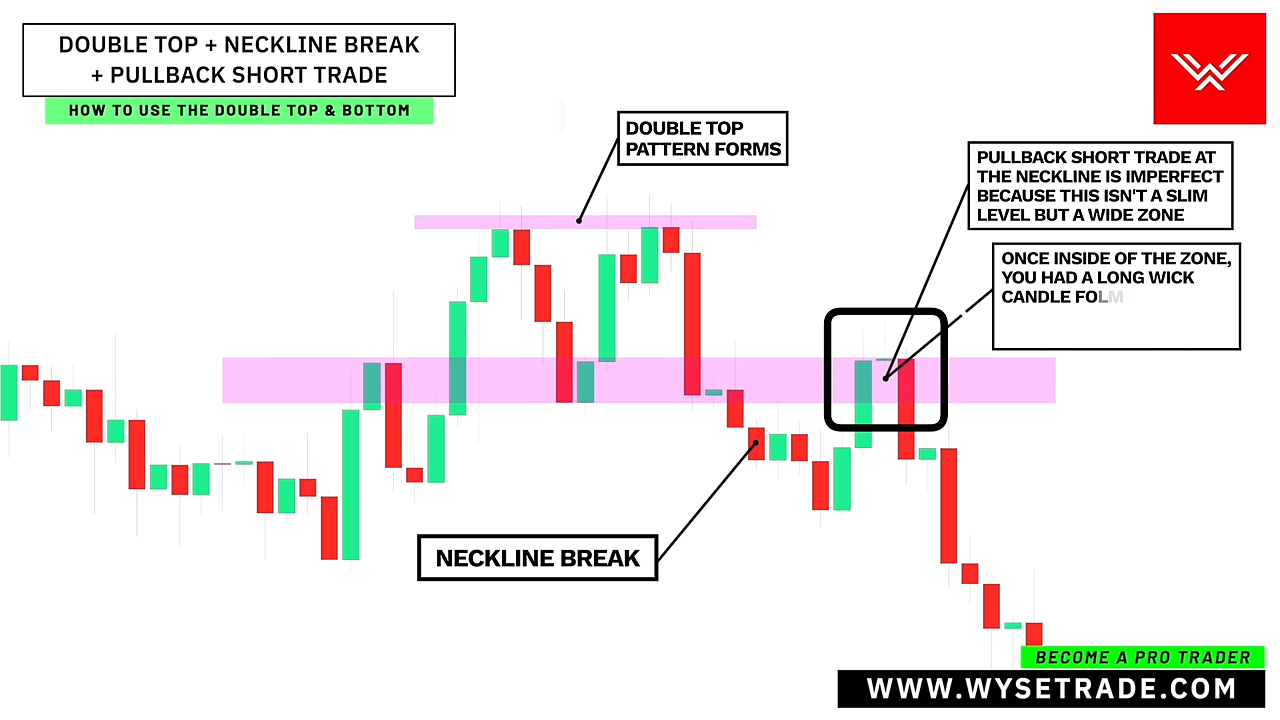 DOUBLE TOP + NECKLINE BREAK
+ PULLBACK SHORT TRADE
HOW TO USE THE DOUBLE TOP & BOTTOM
DOUBLE TOP
PATTERN FORMS
PULLBACK SHORT TRADE AT
THE NECKLINE IS IMPERFECT
BECAUSE THIS ISN'T A SLIM
LEVEL BUT A WIDE ZONE
ONCE INSIDE OF THE ZONE,
YOU HAD A LONG WICK
CANDLE FOLM
NECKLINE BREAK
BECOME A PRO TRADER
WWW.WYSETRADE.COM